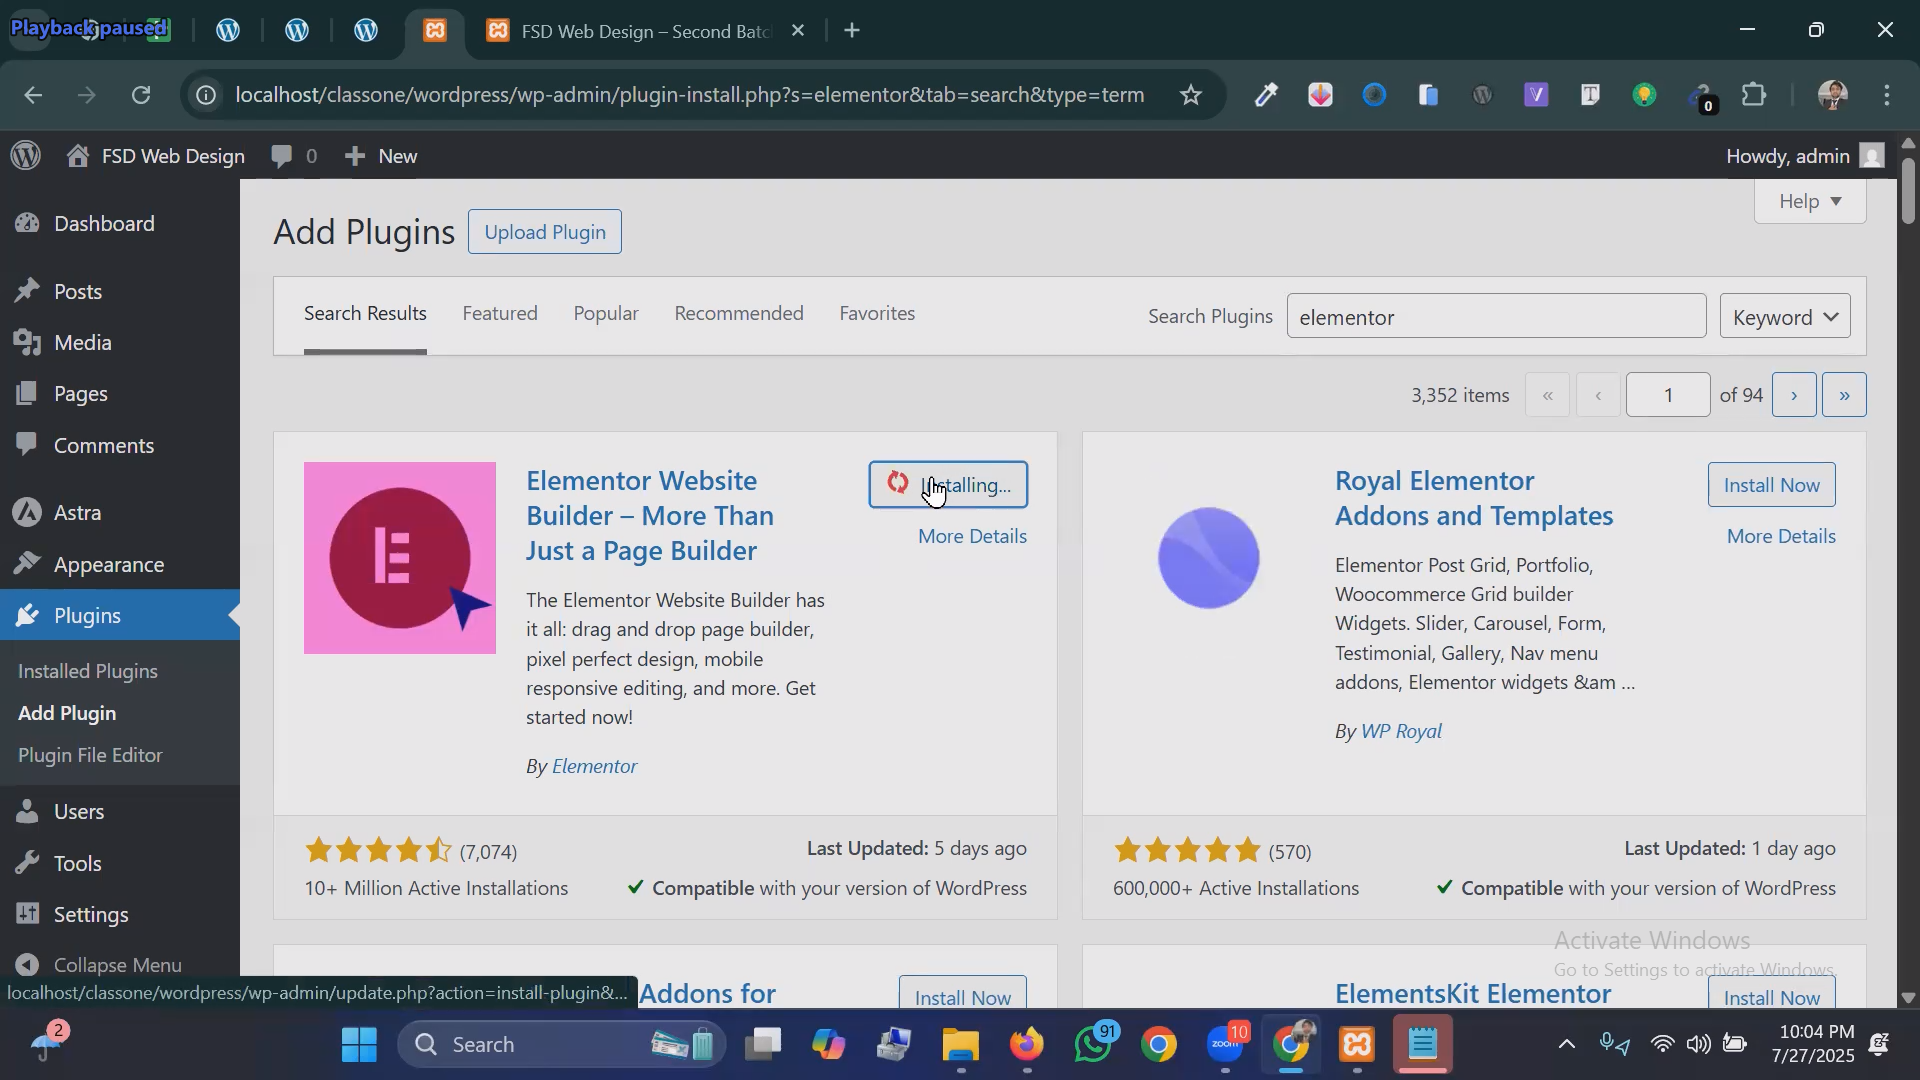 Playback paused
FSD Web Design – Second Batc
localhost/classone/wordpress/wp-admin/plugin-install.php?s=elementor&tab=search&type=term
0
FSD Web Design
0
New
Howdy, admin
Dashboard
Posts
Media
Pages
Comments
Astra
Appearance
Plugins
Installed Plugins
Add Plugin
Plugin File Editor
Users
Tools
Settings
Collapse Menu
Help
Add Plugins
Upload Plugin
Search Results
Featured
Popular
Recommended
Favorites
Search Plugins
elementor
Keyword
3,352 items
«
‹
1
of 94
›
»
Elementor Website
Builder – More Than
Just a Page Builder
Installing...
More Details
The Elementor Website Builder has
it all: drag and drop page builder,
pixel perfect design, mobile
responsive editing, and more. Get
started now!
By Elementor
(7,074)
Last Updated: 5 days ago
10+ Million Active Installations
Compatible with your version of WordPress
Royal Elementor
Addons and Templates
Install Now
More Details
Elementor Post Grid, Portfolio,
Woocommerce Grid builder
Widgets. Slider, Carousel, Form,
Testimonial, Gallery, Nav menu
addons, Elementor widgets &am ...
By WP Royal
(570)
Last Updated: 1 day ago
600,000+ Active Installations
Compatible with your version of WordPress
Addons for
Install Now
ElementsKit Elementor
Install Now
Activate Windows
Go to Settings to activate Windows.
localhost/classone/wordpress/wp-admin/update.php?action=install-plugin&...
2
Search
91
zoom
10
10:04 PM
7/27/2025